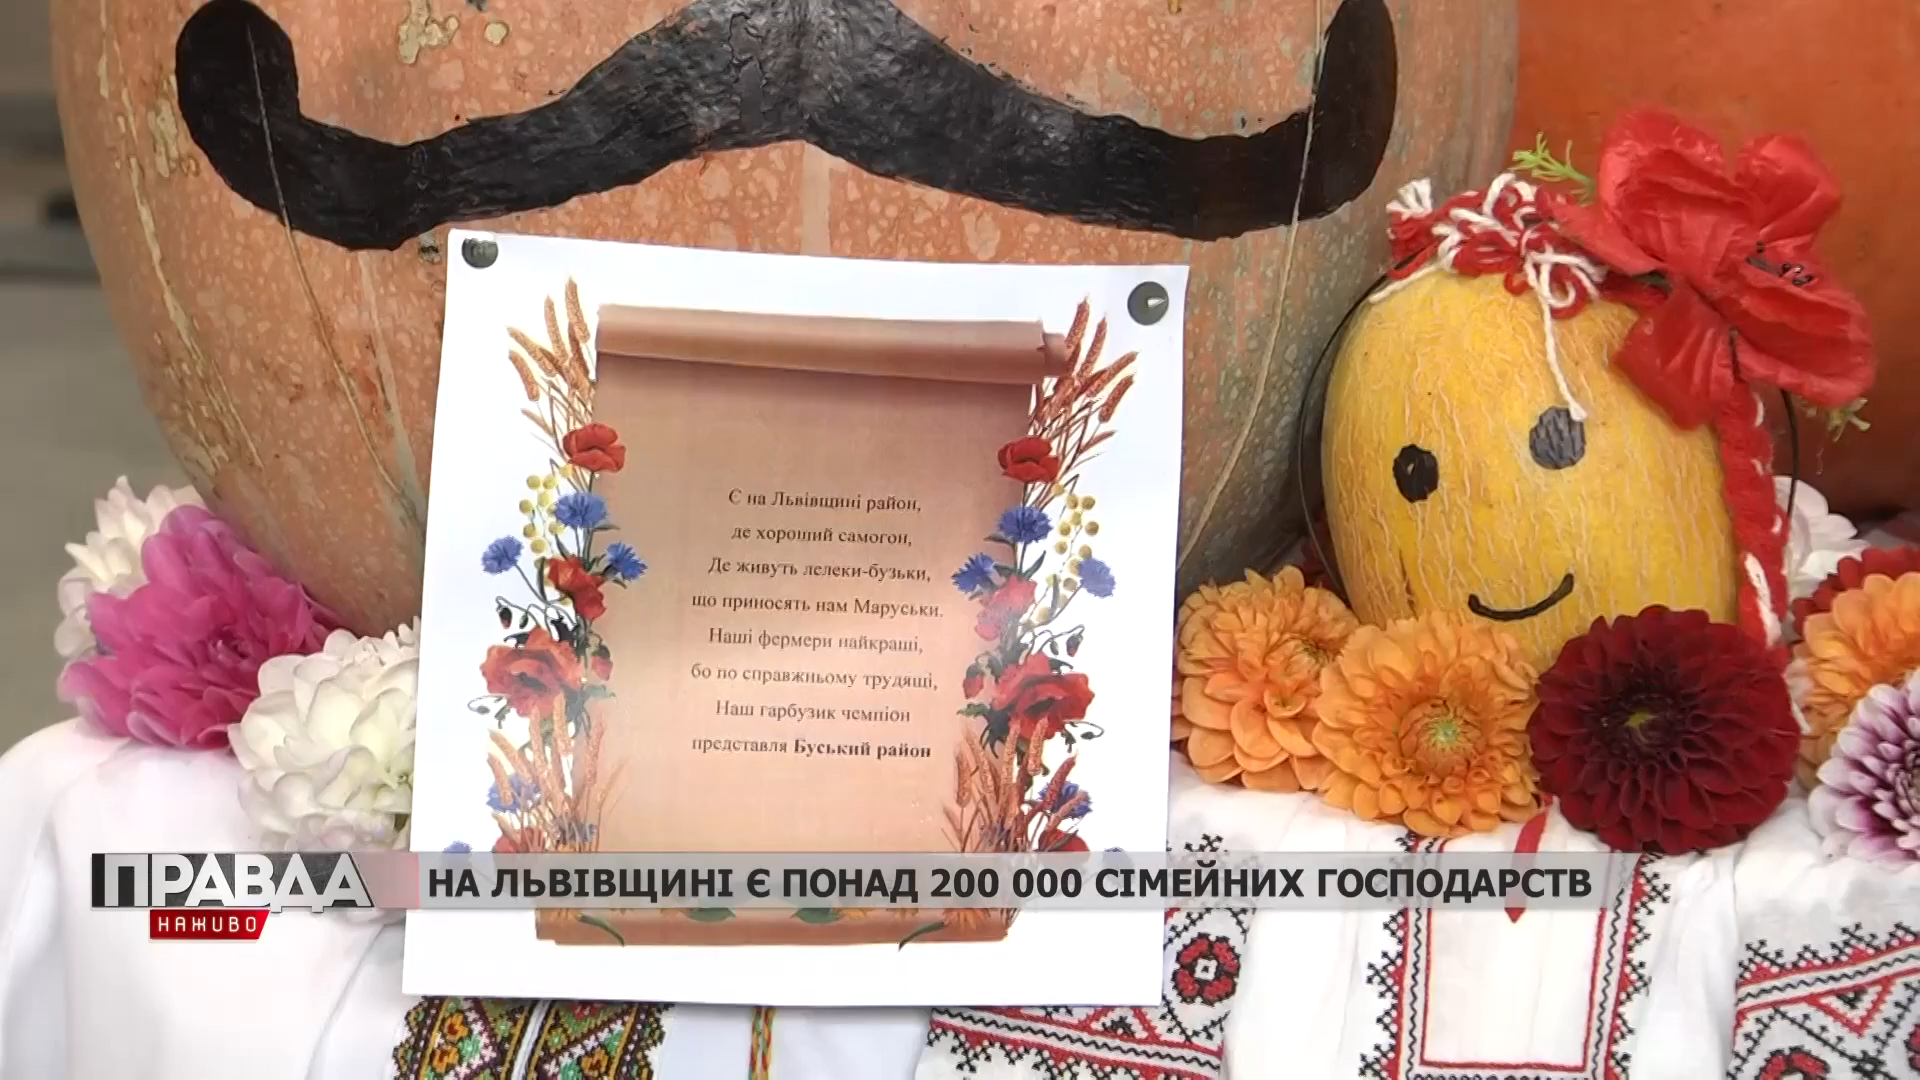 Є на Львівщині район,
де хороший самогон,
Де живуть лелеки-бузьки,
що приносять нам Маруськи.
Наші фермери найкращі,
бо по справжньому трудящі,
Наш гарбузик чемпіон
представля Буський район
ПРАВДА
НАЖИВО
НА ЛЬВІВЩИНІ Є ПОНАД 200 000 СІМЕЙНИХ ГОСПОДАРСТВ